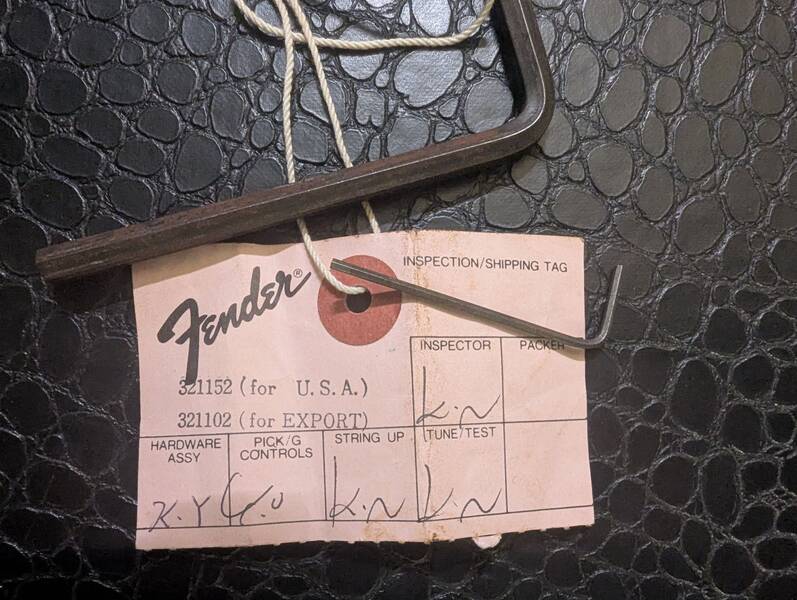 INSPECTION/SHIPPING TAG
Fender®
INSPECTOR
PACKER
K.N
321152 (for U.S.A.)
321102 (for EXPORT)
HARDWARE
ASSY
PICK/G
CONTROLS
STRING UP
TUNE/TEST
K.Y
K.N
K.N